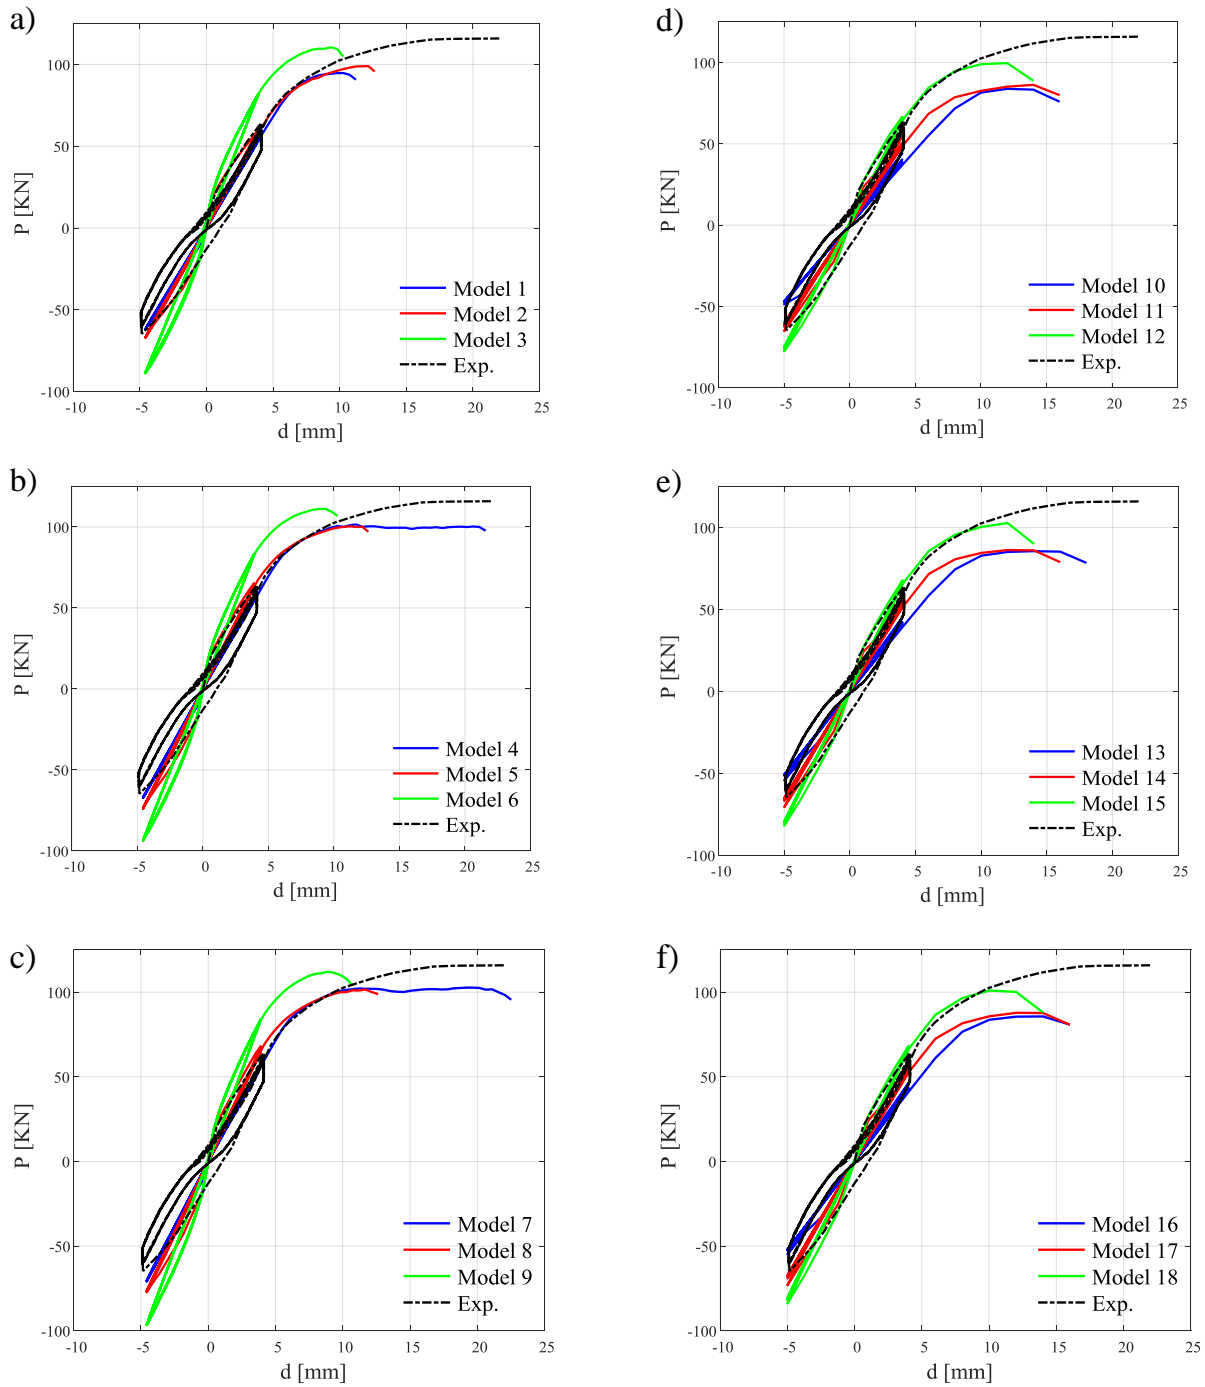 a)
P [KN]
100
50
0
-50
-100
-10
-5
0
5
10
15
20
25
d [mm]
Model 1
Model 2
Model 3
Exp.
d)
P [KN]
100
50
0
-50
-100
-10
-5
0
5
10
15
20
25
d [mm]
Model 10
Model 11
Model 12
Exp.
b)
P [KN]
100
50
0
-50
-100
-10
-5
0
5
10
15
20
25
d [mm]
Model 4
Model 5
Model 6
Exp.
e)
P [KN]
100
50
0
-50
-100
-10
-5
0
5
10
15
20
25
d [mm]
Model 13
Model 14
Model 15
Exp.
c)
P [KN]
100
50
0
-50
-100
-10
-5
0
5
10
15
20
25
d [mm]
Model 7
Model 8
Model 9
Exp.
f)
P [KN]
100
50
0
-50
-100
-10
-5
0
5
10
15
20
25
d [mm]
Model 16
Model 17
Model 18
Exp.